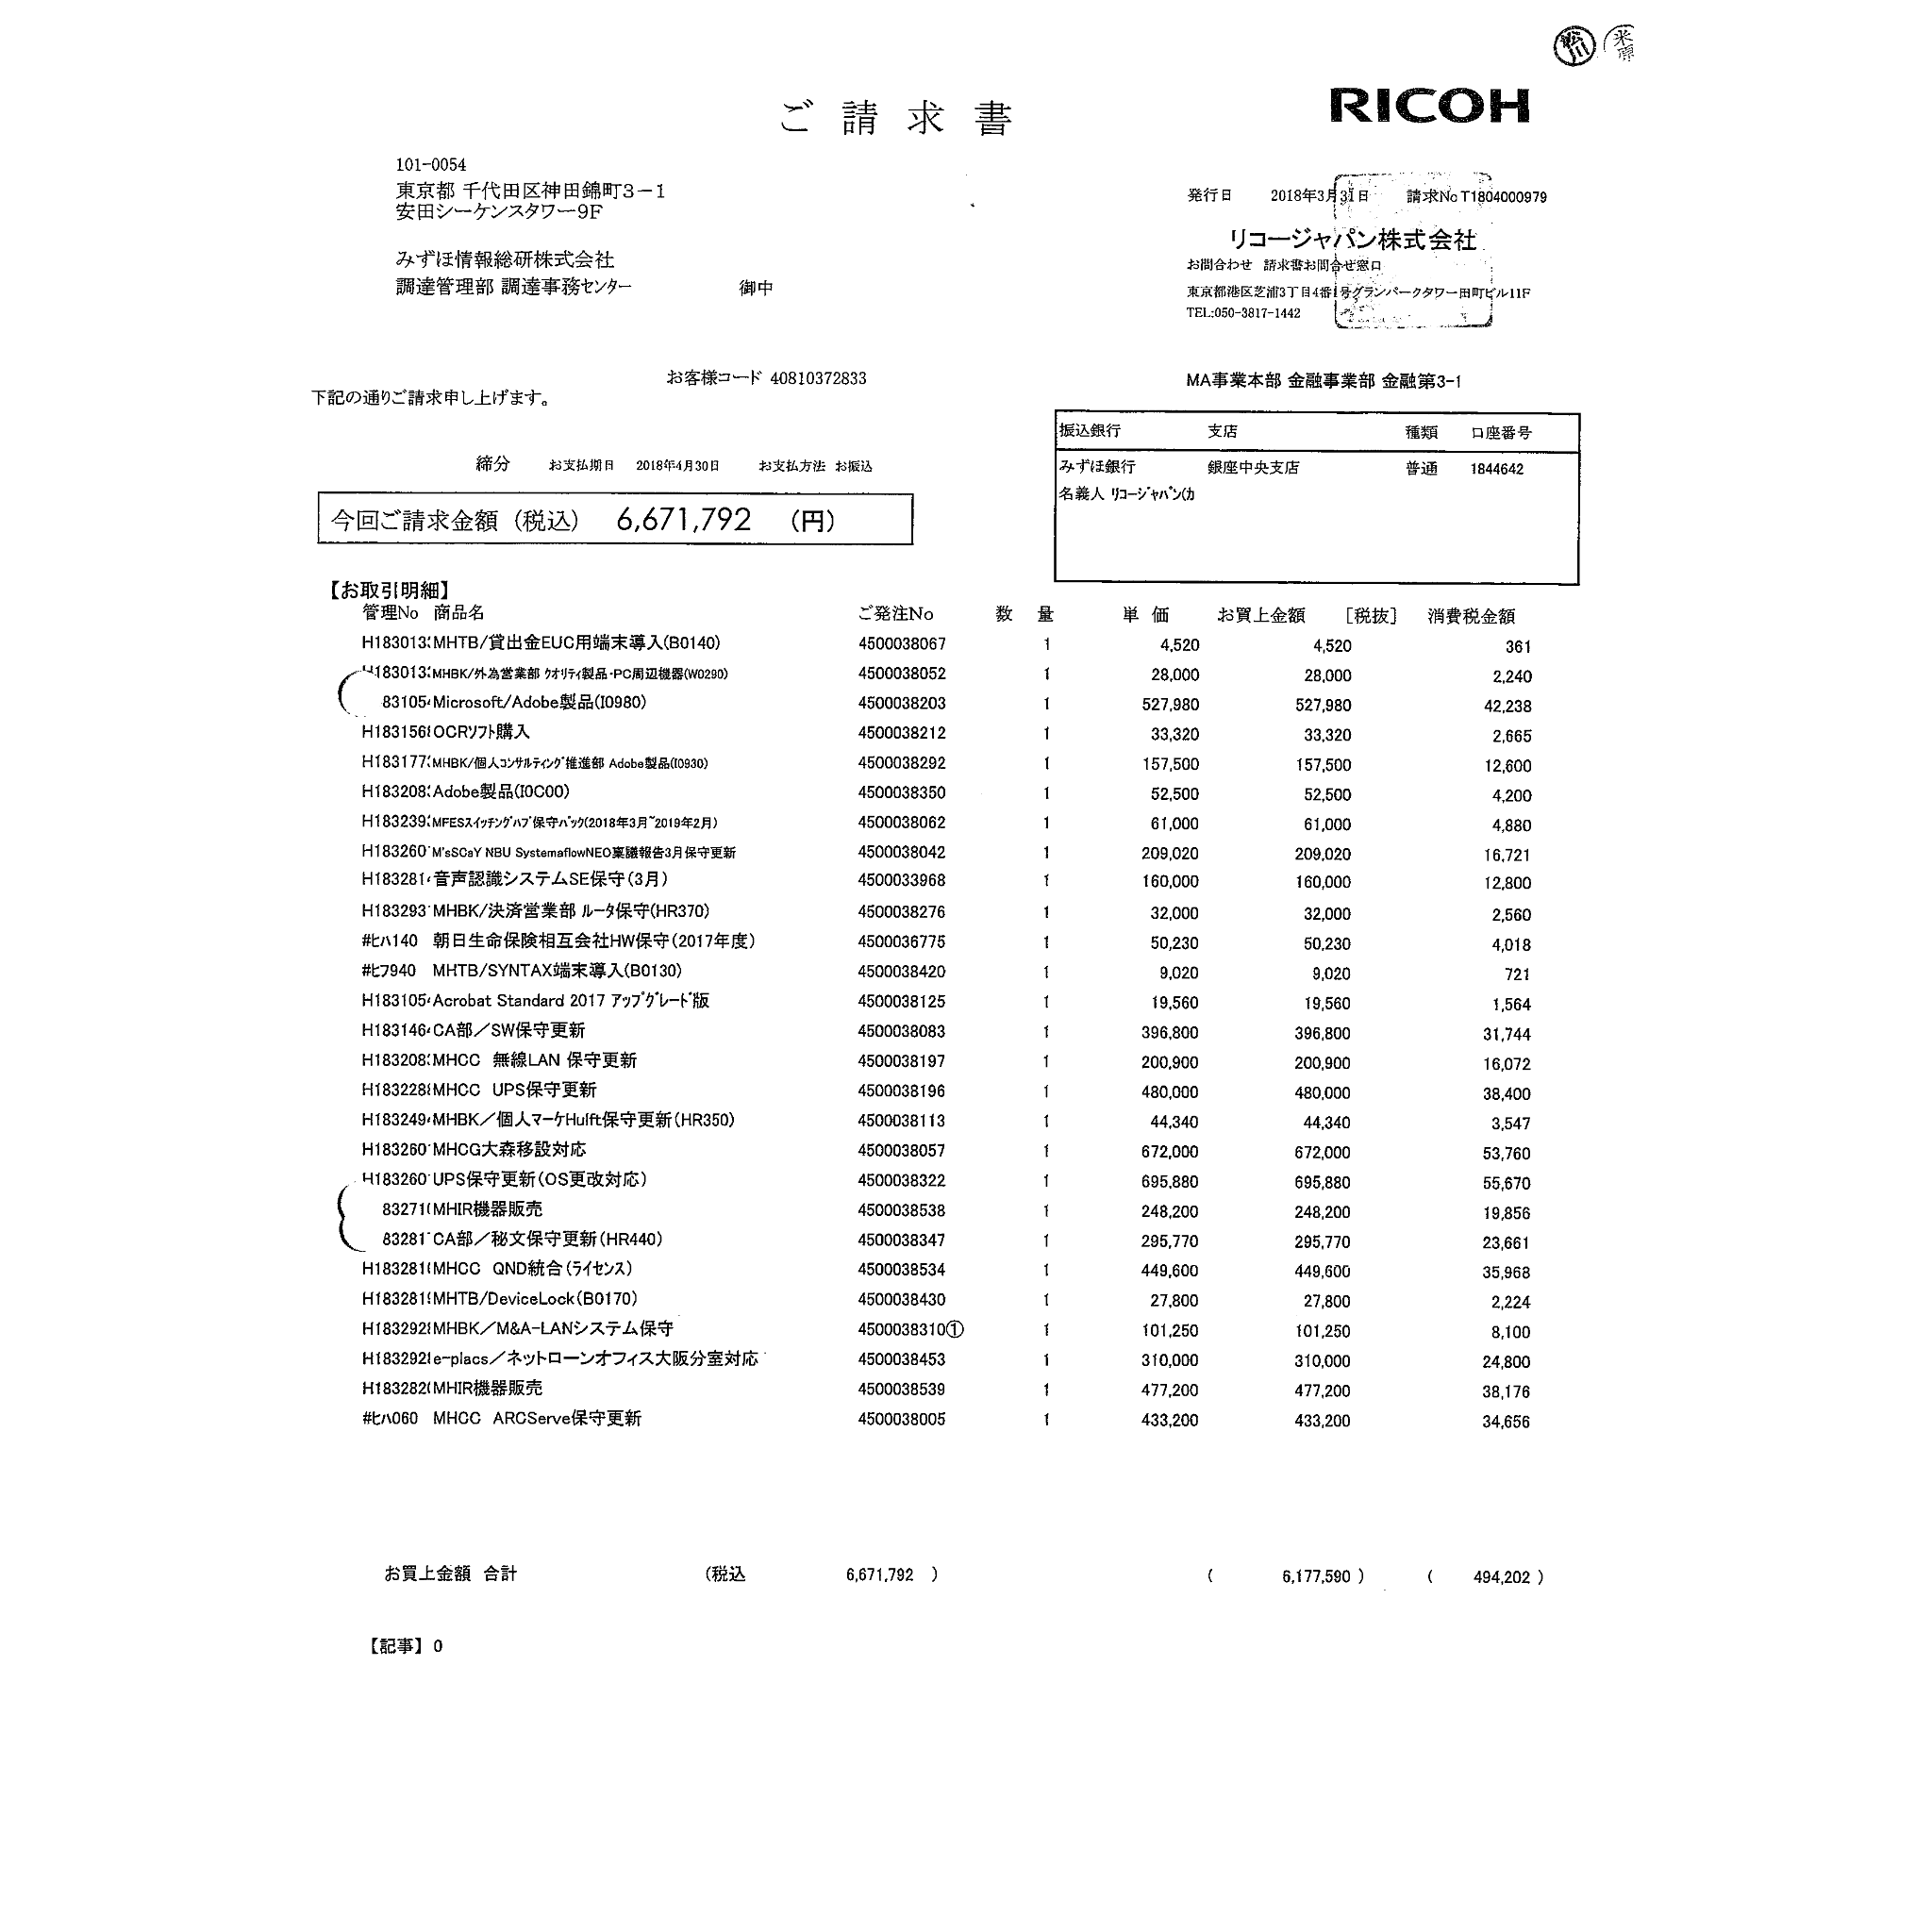 松川
米原
ご請求書
RICOH
101-0054
東京都 千代田区神田錦町3－1
安田シーケンスタワー9F
みずほ情報総研株式会社
調達管理部 調達事務センター 御中
発行日 2018年3月31日 請求No T1804000979
リコージャパン株式会社
お問合わせ 請求書お問合せ窓口
東京都港区芝浦3丁目4番1号グランパークタワー田町ビル11F
TEL:050-3817-1442
お客様コード 40810372833
MA事業本部 金融事業部 金融第3-1
下記の通りご請求申し上げます。
振込銀行 支店 種類 口座番号
みずほ銀行 銀座中央支店 普通 1844642
名義人 ﾘｺｰｼﾞｬﾊﾟﾝ(ｶ
締分 お支払期日 2018年4月30日 お支払方法 お振込
今回ご請求金額（税込） 6,671,792 （円）
【お取引明細】
管理No 商品名 ご発注No 数 量 単 価 お買上金額 ［税抜］ 消費税金額
H183013 MHTB/貸出金EUC用端末導入(B0140) 4500038067 1 4,520 4,520 361
H183013 MHBK/外為営業部 ｸｵﾘﾃｨ製品・PC周辺機器(W0290) 4500038052 1 28,000 28,000 2,240
83105 Microsoft/Adobe製品(I0980) 4500038203 1 527,980 527,980 42,238
H183156 OCRｿﾌﾄ購入 4500038212 1 33,320 33,320 2,665
H183177 MHBK/個人ｺﾝｻﾙﾃｨﾝｸﾞ推進部 Adobe製品(I0930) 4500038292 1 157,500 157,500 12,600
H183208 Adobe製品(I0C00) 4500038350 1 52,500 52,500 4,200
H183239 MFESｽｲｯﾁﾝｸﾞﾊﾌﾞ保守ﾊﾟｯｸ(2018年3月~2019年2月) 4500038062 1 61,000 61,000 4,880
H183260 M'sSCaY NBU SystemaflowNEO稟議報告3月保守更新 4500038042 1 209,020 209,020 16,721
H183281 音声認識システムSE保守(3月) 4500033968 1 160,000 160,000 12,800
H183293 MHBK/決済営業部 ﾙｰﾀ保守(HR370) 4500038276 1 32,000 32,000 2,560
#ﾋﾊ140 朝日生命保険相互会社HW保守(2017年度) 4500036775 1 50,230 50,230 4,018
#ﾋﾌ940 MHTB/SYNTAX端末導入(B0130) 4500038420 1 9,020 9,020 721
H183105 Acrobat Standard 2017 ｱｯﾌﾟｸﾞﾚｰﾄﾞ版 4500038125 1 19,560 19,560 1,564
H183146 CA部／SW保守更新 4500038083 1 396,800 396,800 31,744
H183208 MHCC 無線LAN 保守更新 4500038197 1 200,900 200,900 16,072
H183228 MHCC UPS保守更新 4500038196 1 480,000 480,000 38,400
H183249 MHBK／個人ﾏｰｹHulft保守更新(HR350) 4500038113 1 44,340 44,340 3,547
H183260 MHCG大森移設対応 4500038057 1 672,000 672,000 53,760
H183260 UPS保守更新(OS更改対応) 4500038322 1 695,880 695,880 55,670
83271 MHIR機器販売 4500038538 1 248,200 248,200 19,856
83281 CA部／秘文保守更新(HR440) 4500038347 1 295,770 295,770 23,661
H183281 MHCC QND統合(ﾗｲｾﾝｽ) 4500038534 1 449,600 449,600 35,968
H183281 MHTB/DeviceLock(B0170) 4500038430 1 27,800 27,800 2,224
H183292 MHBK／M&A-LANシステム保守 4500038310① 1 101,250 101,250 8,100
H183292 e-placs／ネットローンオフィス大阪分室対応 4500038453 1 310,000 310,000 24,800
H183282 MHIR機器販売 4500038539 1 477,200 477,200 38,176
#ﾋﾊ060 MHCC ARCServe保守更新 4500038005 1 433,200 433,200 34,656
お買上金額 合計 (税込 6,671,792 ) ( 6,177,590 ) ( 494,202 )
【記事】 0